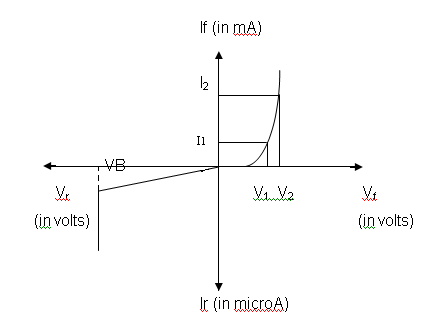 If (in mA)
I2
I1
VB
Vr
(in volts)
V1 V2
Vf
(in volts)
Ir (in microA)